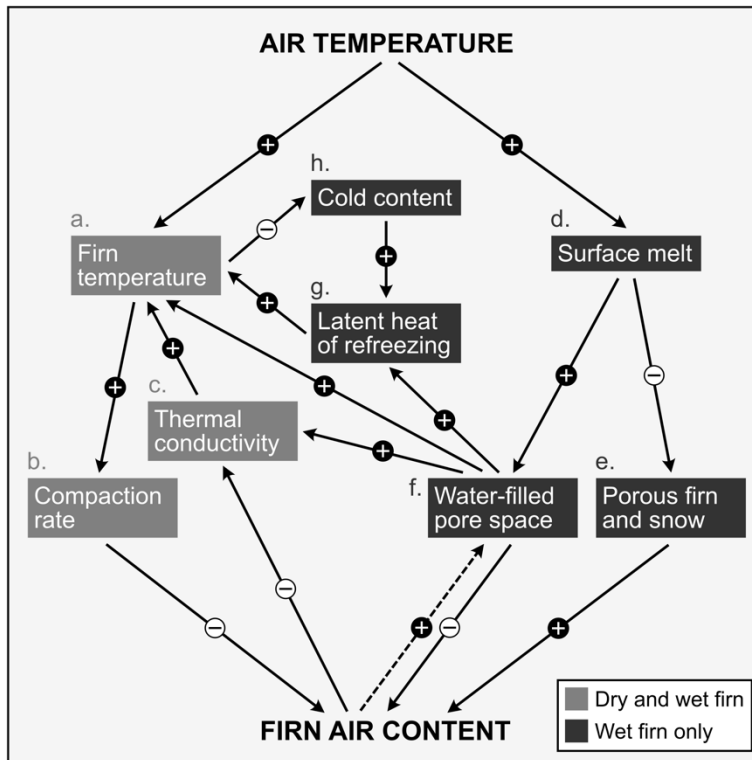 AIR TEMPERATURE
+
+
h.
Cold content
a.
−
d.
Firn
temperature
+
Surface melt
g.
+
Latent heat
of refreezing
+
+
+
+
−
c.
Thermal
conductivity
+
+
b.
f.
e.
Compaction
rate
Water-filled
pore space
Porous firn
and snow
−
−
+
−
+
FIRN AIR CONTENT
Dry and wet firn
Wet firn only